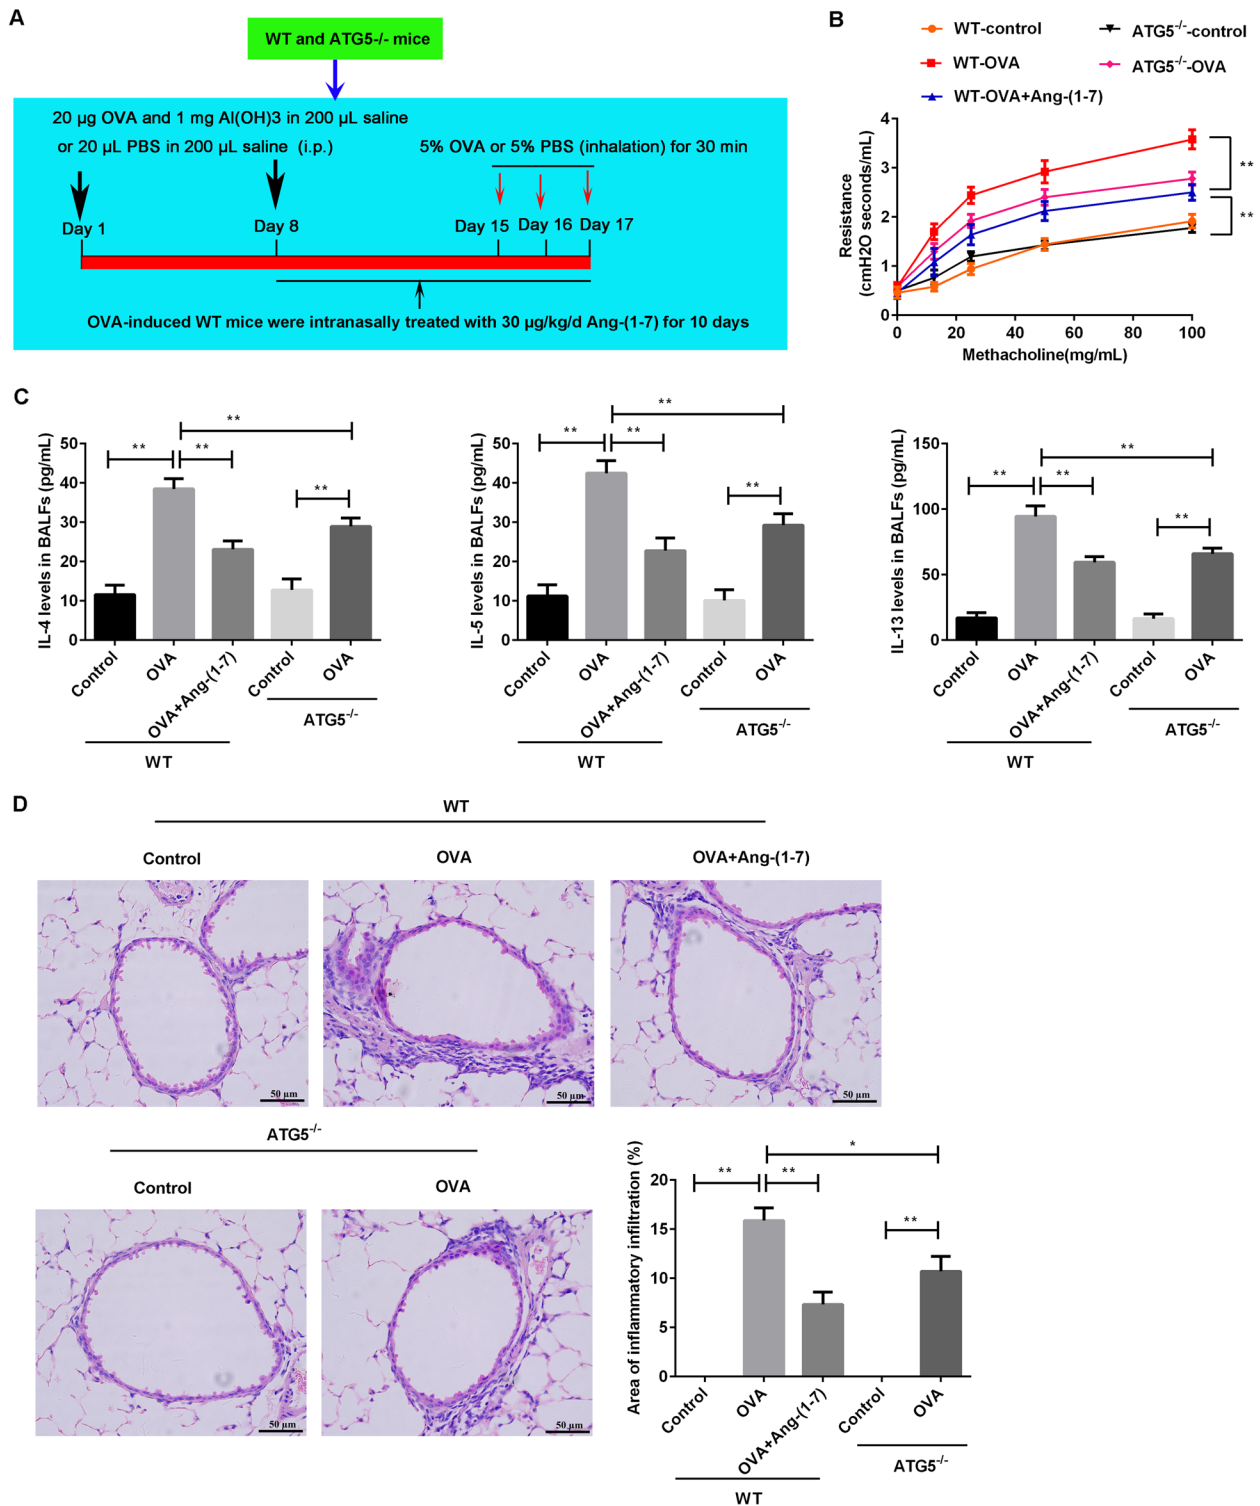 A
WT and ATG5-/- mice
20 µg OVA and 1 mg Al(OH)3 in 200 µL saline
or 20 µL PBS in 200 µL saline (i.p.)
5% OVA or 5% PBS (inhalation) for 30 min
Day 1
Day 8
Day 15
Day 16
Day 17
OVA-induced WT mice were intranasally treated with 30 µg/kg/d Ang-(1-7) for 10 days
B
WT-control
ATG5-/--control
WT-OVA
ATG5-/--OVA
WT-OVA+Ang-(1-7)
Resistance
(cmH2O seconds/mL)
4
3
2
1
0
**
**
0
20
40
60
80
100
Methacholine(mg/mL)
C
IL-4 levels in BALFs (pg/mL)
50
40
30
20
10
0
**
**
**
**
Control
OVA
OVA+Ang-(1-7)
Control
OVA
WT
ATG5-/-
IL-5 levels in BALFs (pg/mL)
50
40
30
20
10
0
**
**
**
**
Control
OVA
OVA+Ang-(1-7)
Control
OVA
WT
ATG5-/-
IL-13 levels in BALFs (pg/mL)
150
100
50
0
**
**
**
**
Control
OVA
OVA+Ang-(1-7)
Control
OVA
WT
ATG5-/-
D
WT
Control
OVA
OVA+Ang-(1-7)
50 µm
50 µm
50 µm
ATG5-/-
Control
OVA
50 µm
50 µm
Area of inflammatory infiltration (%)
20
15
10
5
0
*
**
**
**
Control
OVA
OVA+Ang-(1-7)
Control
OVA
WT
ATG5-/-